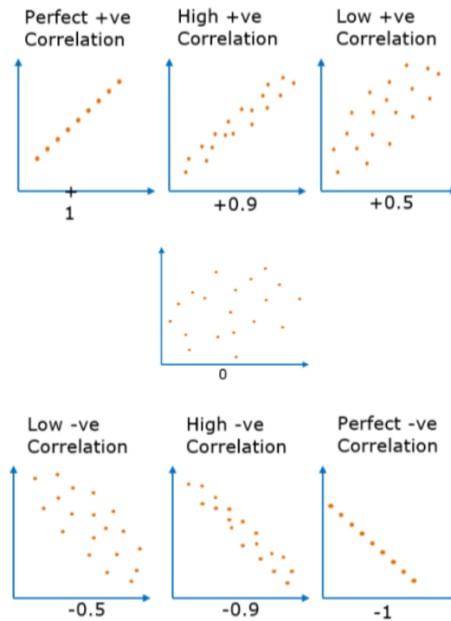 Perfect +ve
Correlation
High +ve
Correlation
Low +ve
Correlation
+
1
+0.9
+0.5
0
Low -ve
Correlation
High -ve
Correlation
Perfect -ve
Correlation
-0.5
-0.9
-1